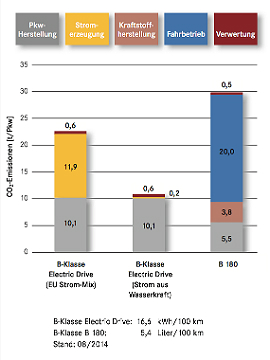 Pkw-
Herstellung
Strom-
erzeugung
Kraftstoff-
herstellung
Fahrbetrieb
Verwertung
CO₂-Emissionen [t/Pkw]
35
30
25
20
15
10
5
0
0,6
11,9
10,1
0,6
0,2
10,1
0,5
20,0
3,8
5,5
B-Klasse
Electric Drive
(EU Strom-Mix)
B-Klasse
Electric Drive
(Strom aus
Wasserkraft)
B 180
B-Klasse Electric Drive: 16,6 kWh/100 km
B-Klasse B 180: 5,4 Liter/100 km
Stand: 08/2014